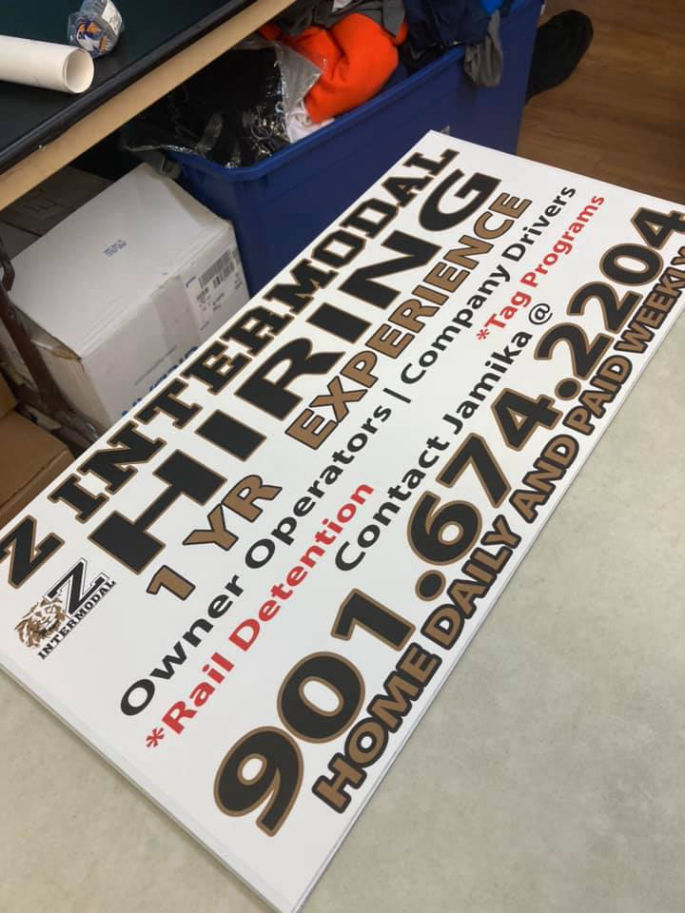 Z INTERMODAL
HIRING
1 YR EXPERIENCE
Owner Operators | Company Drivers
*Rail Detention *Tag Programs
Contact Jamika @
901.674.2204
HOME DAILY AND PAID WEEKLY
Z
INTERMODAL